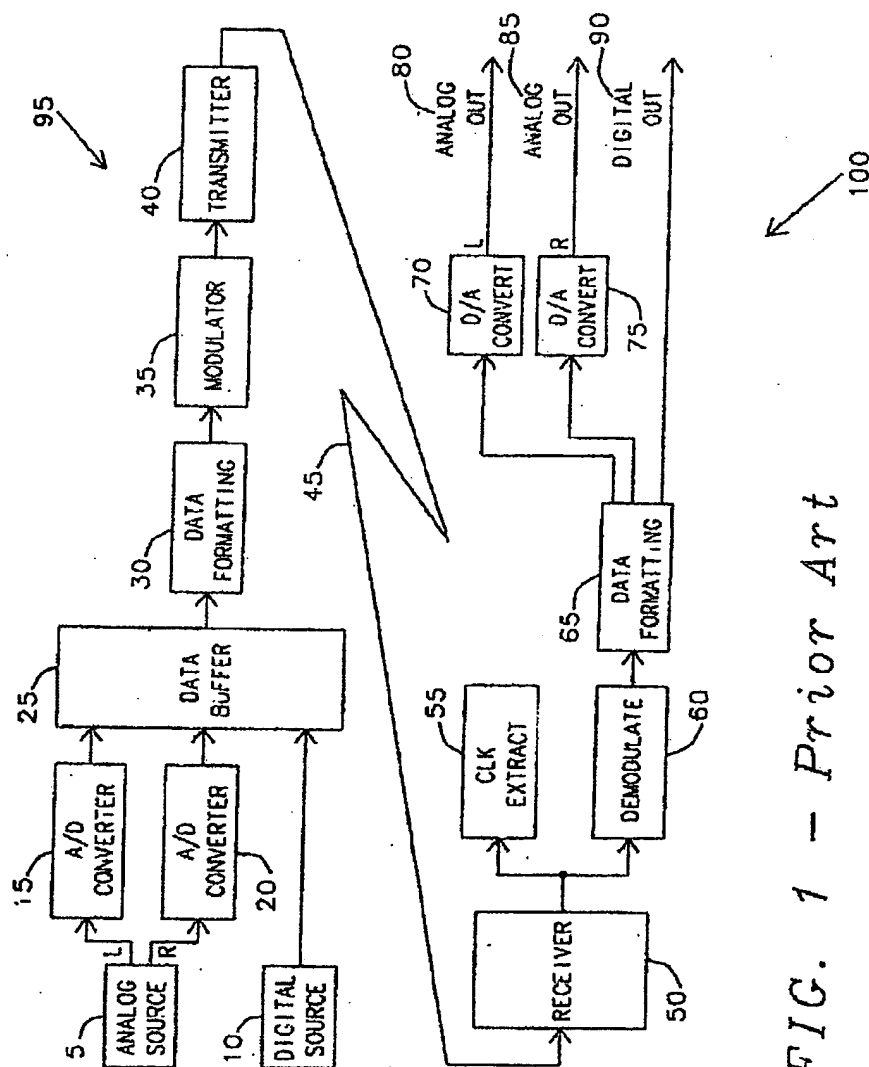 95
5
ANALOG
SOURCE
L
R
10
DIGITAL
SOURCE
15
A/D
CONVERTER
A/D
CONVERTER
20
25
DATA
BUFFER
30
DATA
FORMATTING
35
MODULATOR
40
TRANSMITTER
45
RECEIVER
50
55
CLK
EXTRACT
DEMODULATE
60
65
DATA
FORMATTING
70
D/A
CONVERT
L
D/A
CONVERT
R
75
80
ANALOG
OUT
85
ANALOG
OUT
90
DIGITAL
OUT
100
FIG. 1 – Prior Art